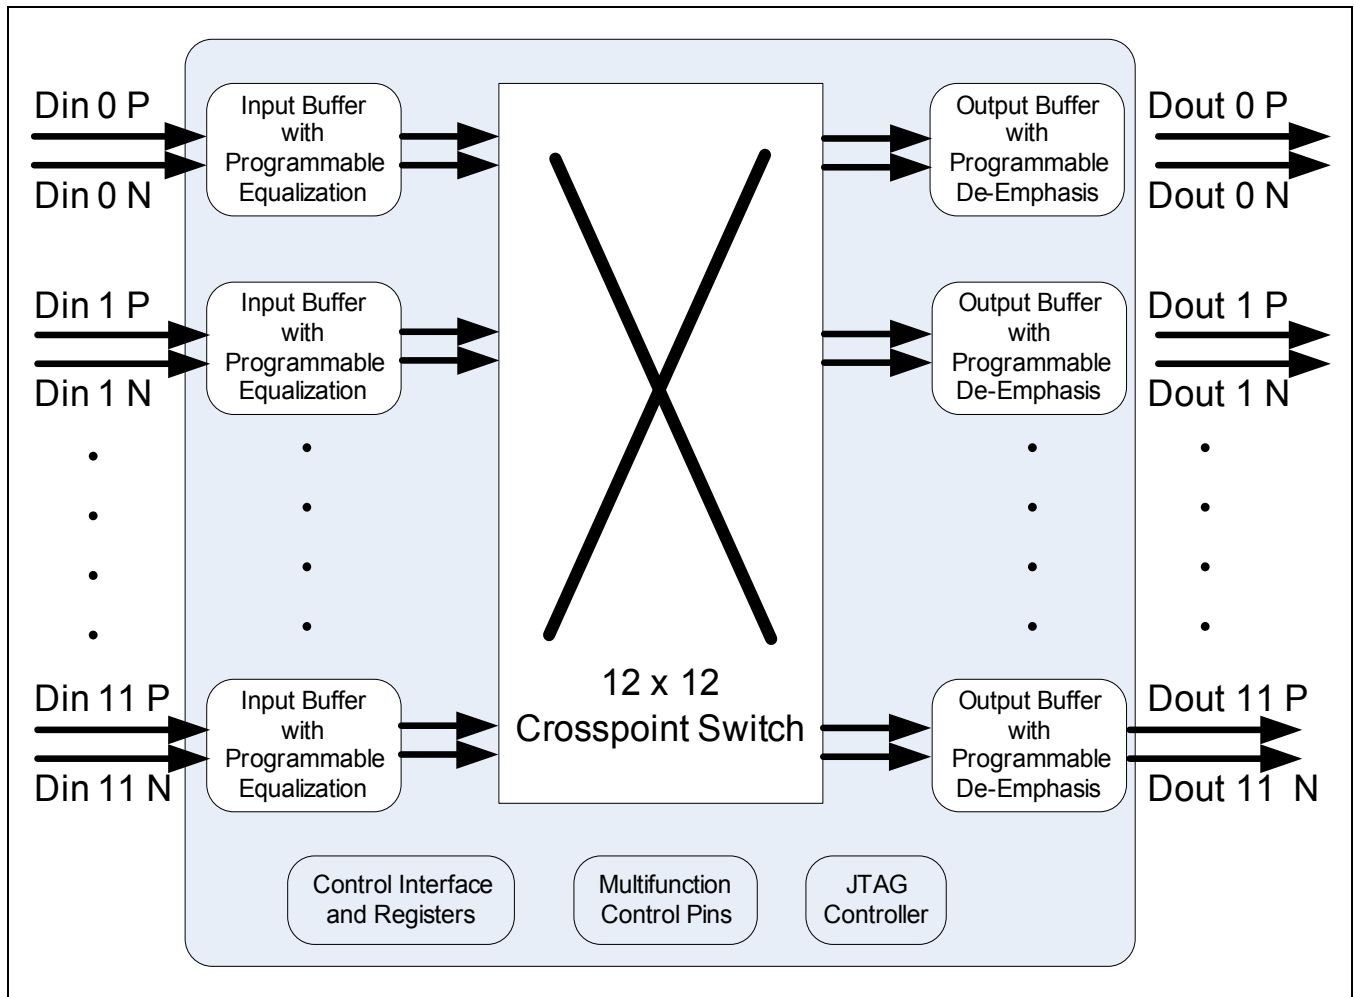 Din 0 P
Din 0 N
Input Buffer
with
Programmable
Equalization
Output Buffer
with
Programmable
De-Emphasis
Dout 0 P
Dout 0 N
Din 1 P
Din 1 N
Input Buffer
with
Programmable
Equalization
Output Buffer
with
Programmable
De-Emphasis
Dout 1 P
Dout 1 N
Din 11 P
Din 11 N
Input Buffer
with
Programmable
Equalization
12 x 12
Crosspoint Switch
Output Buffer
with
Programmable
De-Emphasis
Dout 11 P
Dout 11 N
Control Interface
and Registers
Multifunction
Control Pins
JTAG
Controller